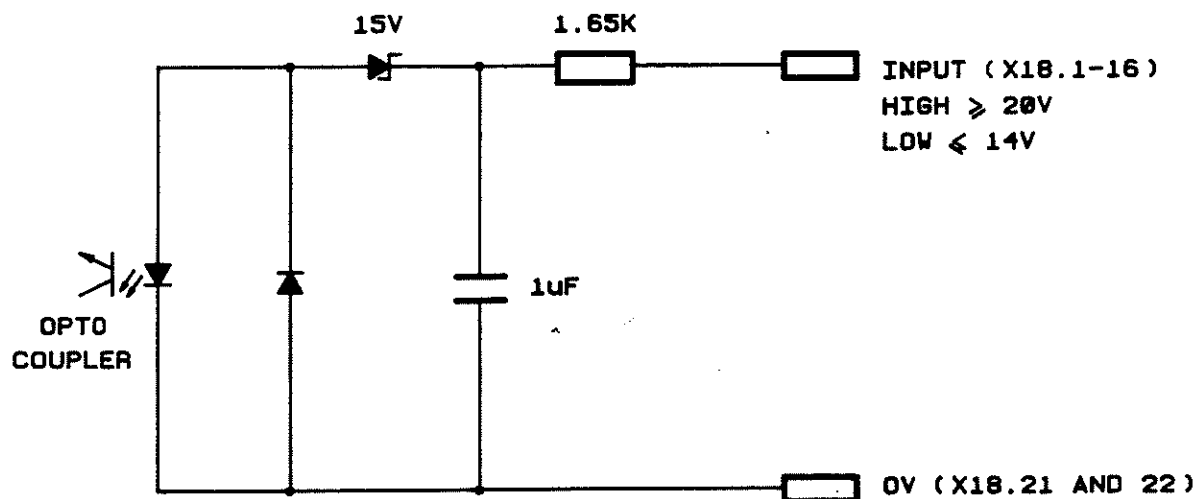 15V
1.65K
INPUT (X18.1-16)
HIGH ⩾ 20V
LOW ⩽ 14V
1uF
OPTO
COUPLER
0V (X18.21 AND 22)